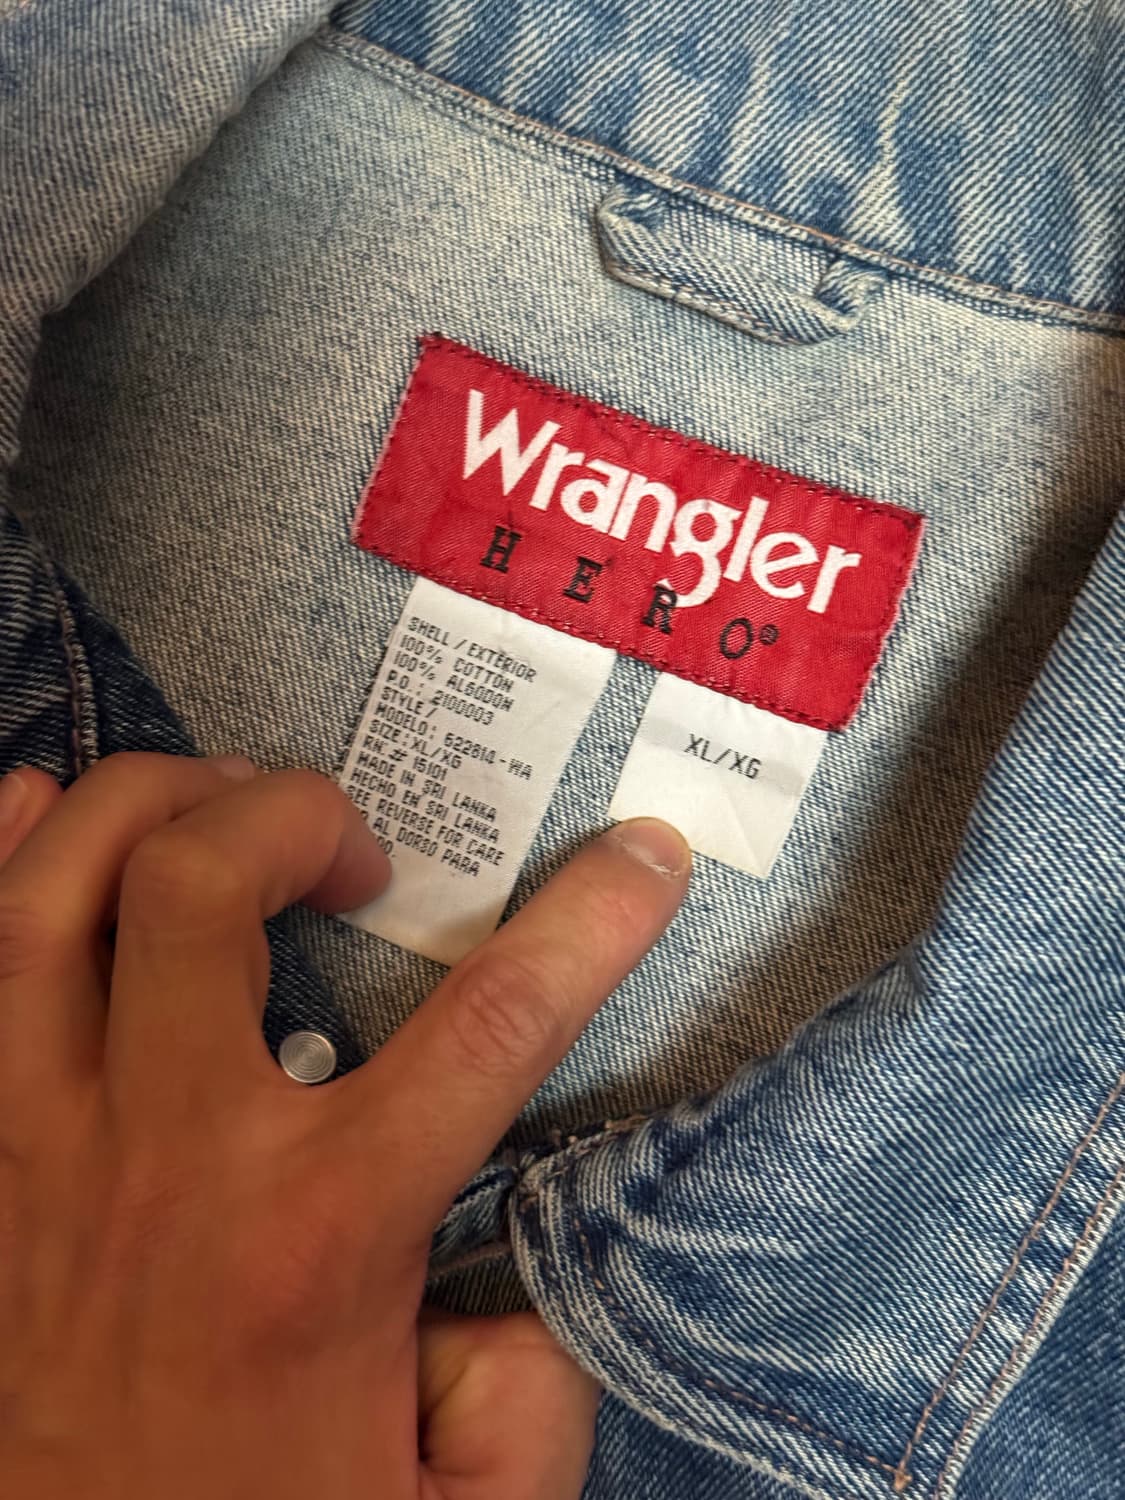 Wrangler
HERO®
SHELL / EXTERIOR
100% COTTON
100% ALGODON
P.O.: 2100003
STYLE /
MODELO: 622614-WA
SIZE: XL/XG
RN: # 15101
MADE IN SRI LANKA
HECHO EN SRI LANKA
SEE REVERSE FOR CARE
AL DORSO PARA
XL/XG